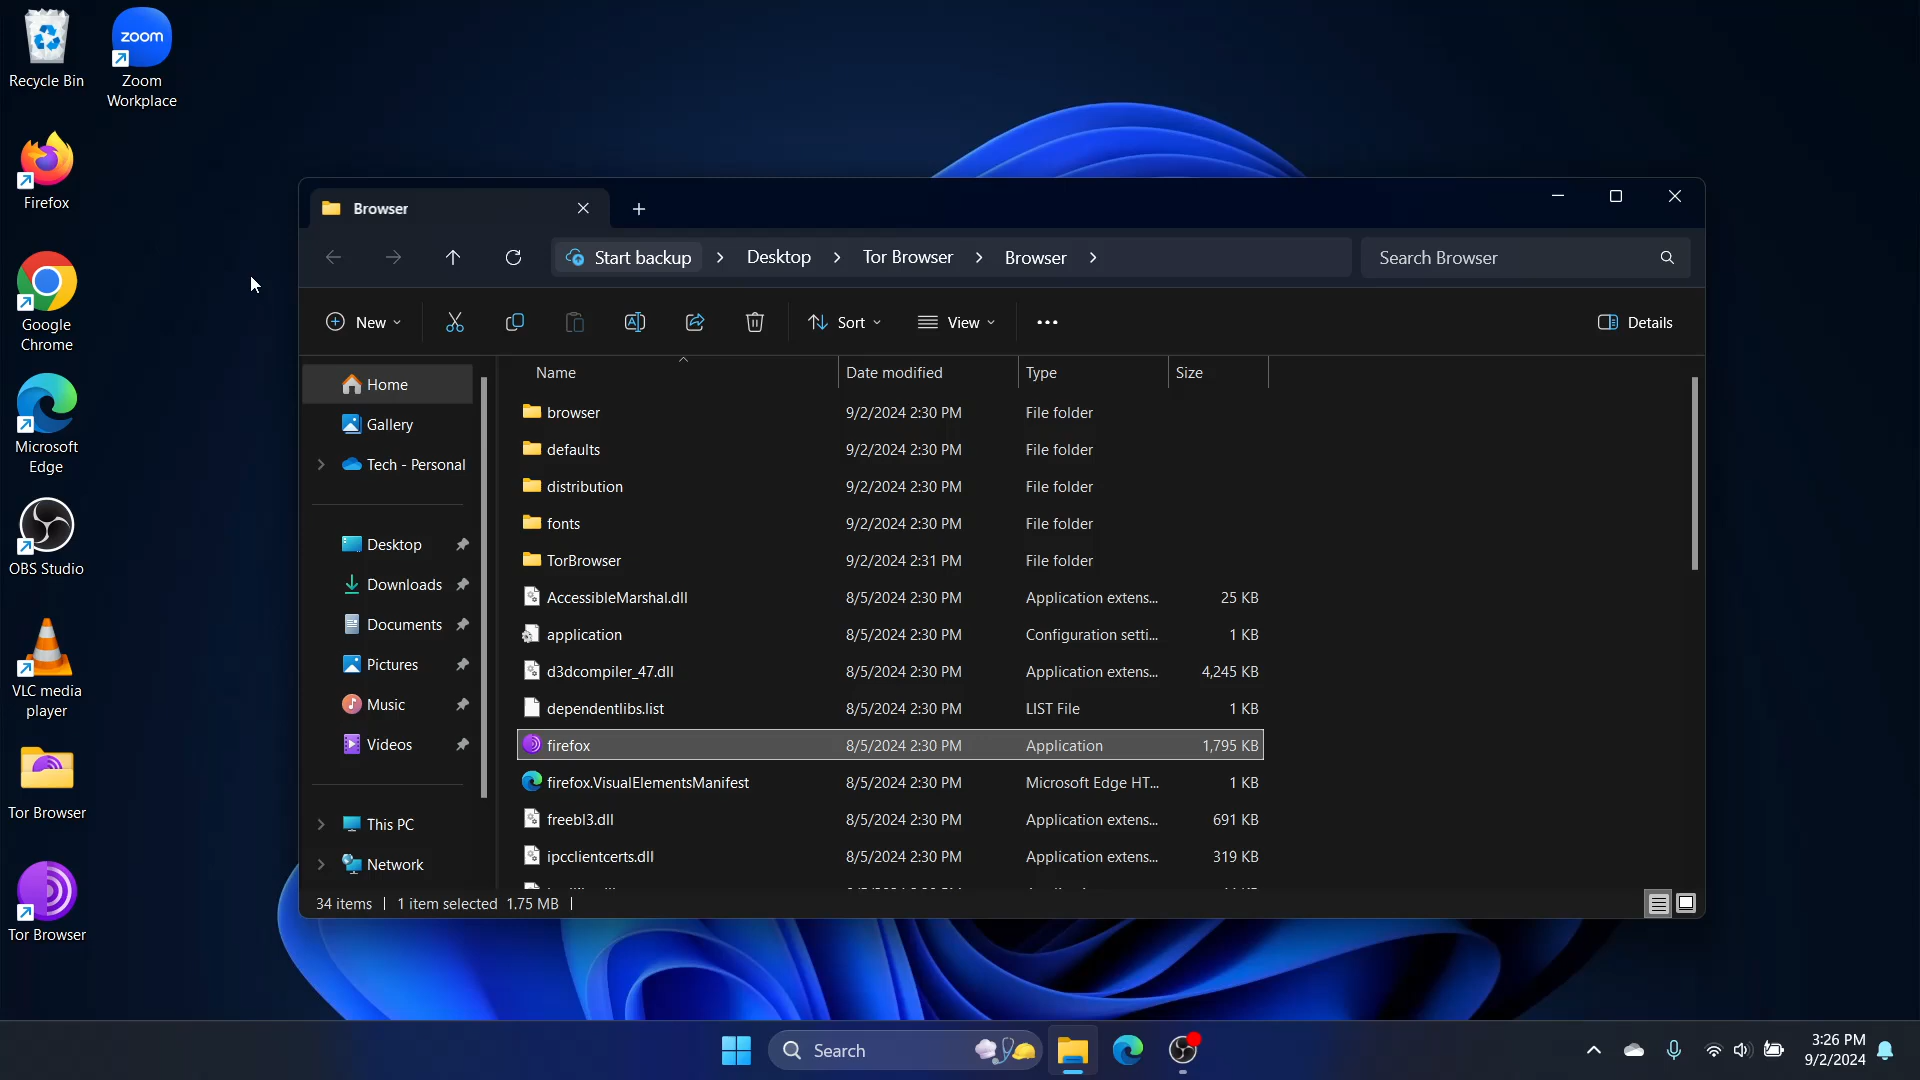 Recycle Bin
zoom
Zoom
Workplace
Firefox
Google
Chrome
Microsoft
Edge
OBS Studio
VLC media
player
Tor Browser
Tor Browser
Browser
Start backup
Desktop
Tor Browser
Browser
Search Browser
New
Sort
View
Details
Home
Gallery
Tech - Personal
Desktop
Downloads
Documents
Pictures
Music
Videos
This PC
Network
Name Date modified Type Size
browser 9/2/2024 2:30 PM File folder
defaults 9/2/2024 2:30 PM File folder
distribution 9/2/2024 2:30 PM File folder
fonts 9/2/2024 2:30 PM File folder
TorBrowser 9/2/2024 2:31 PM File folder
AccessibleMarshal.dll 8/5/2024 2:30 PM Application extens... 25 KB
application 8/5/2024 2:30 PM Configuration setti... 1 KB
d3dcompiler_47.dll 8/5/2024 2:30 PM Application extens... 4,245 KB
dependentlibs.list 8/5/2024 2:30 PM LIST File 1 KB
firefox 8/5/2024 2:30 PM Application 1,795 KB
firefox.VisualElementsManifest 8/5/2024 2:30 PM Microsoft Edge HT... 1 KB
freebl3.dll 8/5/2024 2:30 PM Application extens... 691 KB
ipcclientcerts.dll 8/5/2024 2:30 PM Application extens... 319 KB
34 items 1 item selected 1.75 MB
Search
3:26 PM
9/2/2024